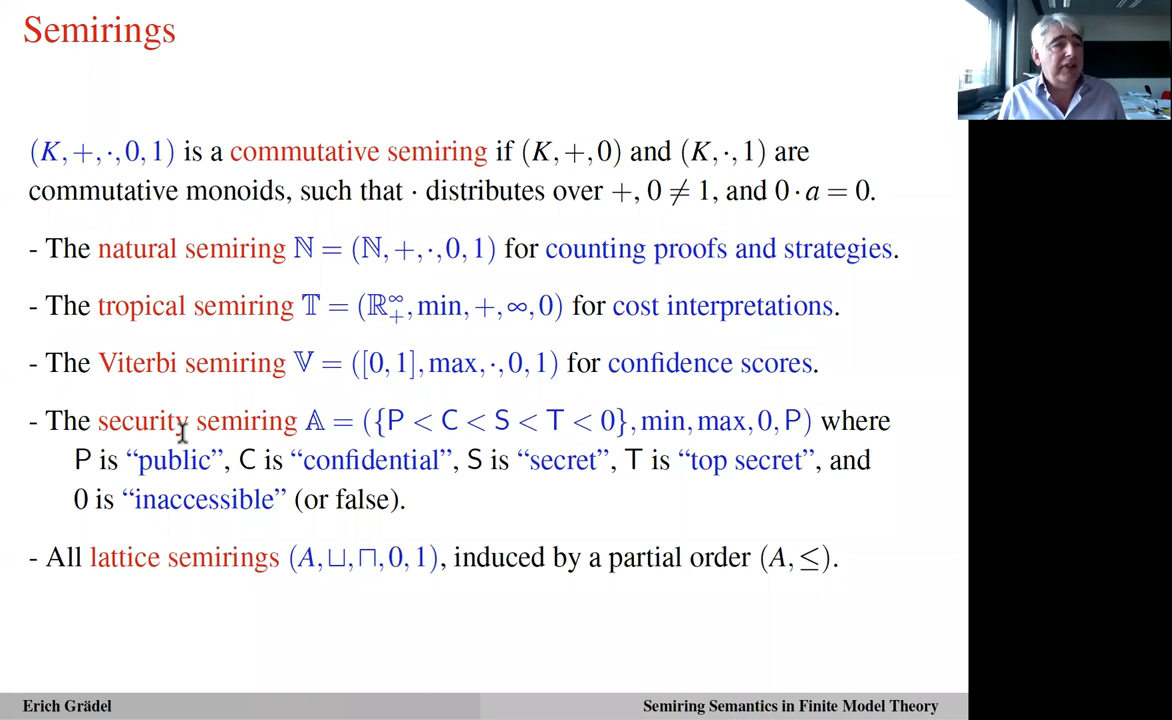 Semirings
(K,+,·,0,1) is a commutative semiring if (K,+,0) and (K,·,1) are
commutative monoids, such that · distributes over +, 0 ≠ 1, and 0·a = 0.
- The natural semiring ℕ = (ℕ,+,·,0,1) for counting proofs and strategies.
- The tropical semiring 𝕋 = (ℝ₊^∞,min,+,∞,0) for cost interpretations.
- The Viterbi semiring 𝕍 = ([0,1],max,·,0,1) for confidence scores.
- The security semiring 𝔸 = ({P < C < S < T < 0},min,max,0,P) where
P is “public”, C is “confidential”, S is “secret”, T is “top secret”, and
0 is “inaccessible” (or false).
- All lattice semirings (A,⊔,⊓,0,1), induced by a partial order (A,≤).
Erich Grädel
Semiring Semantics in Finite Model Theory